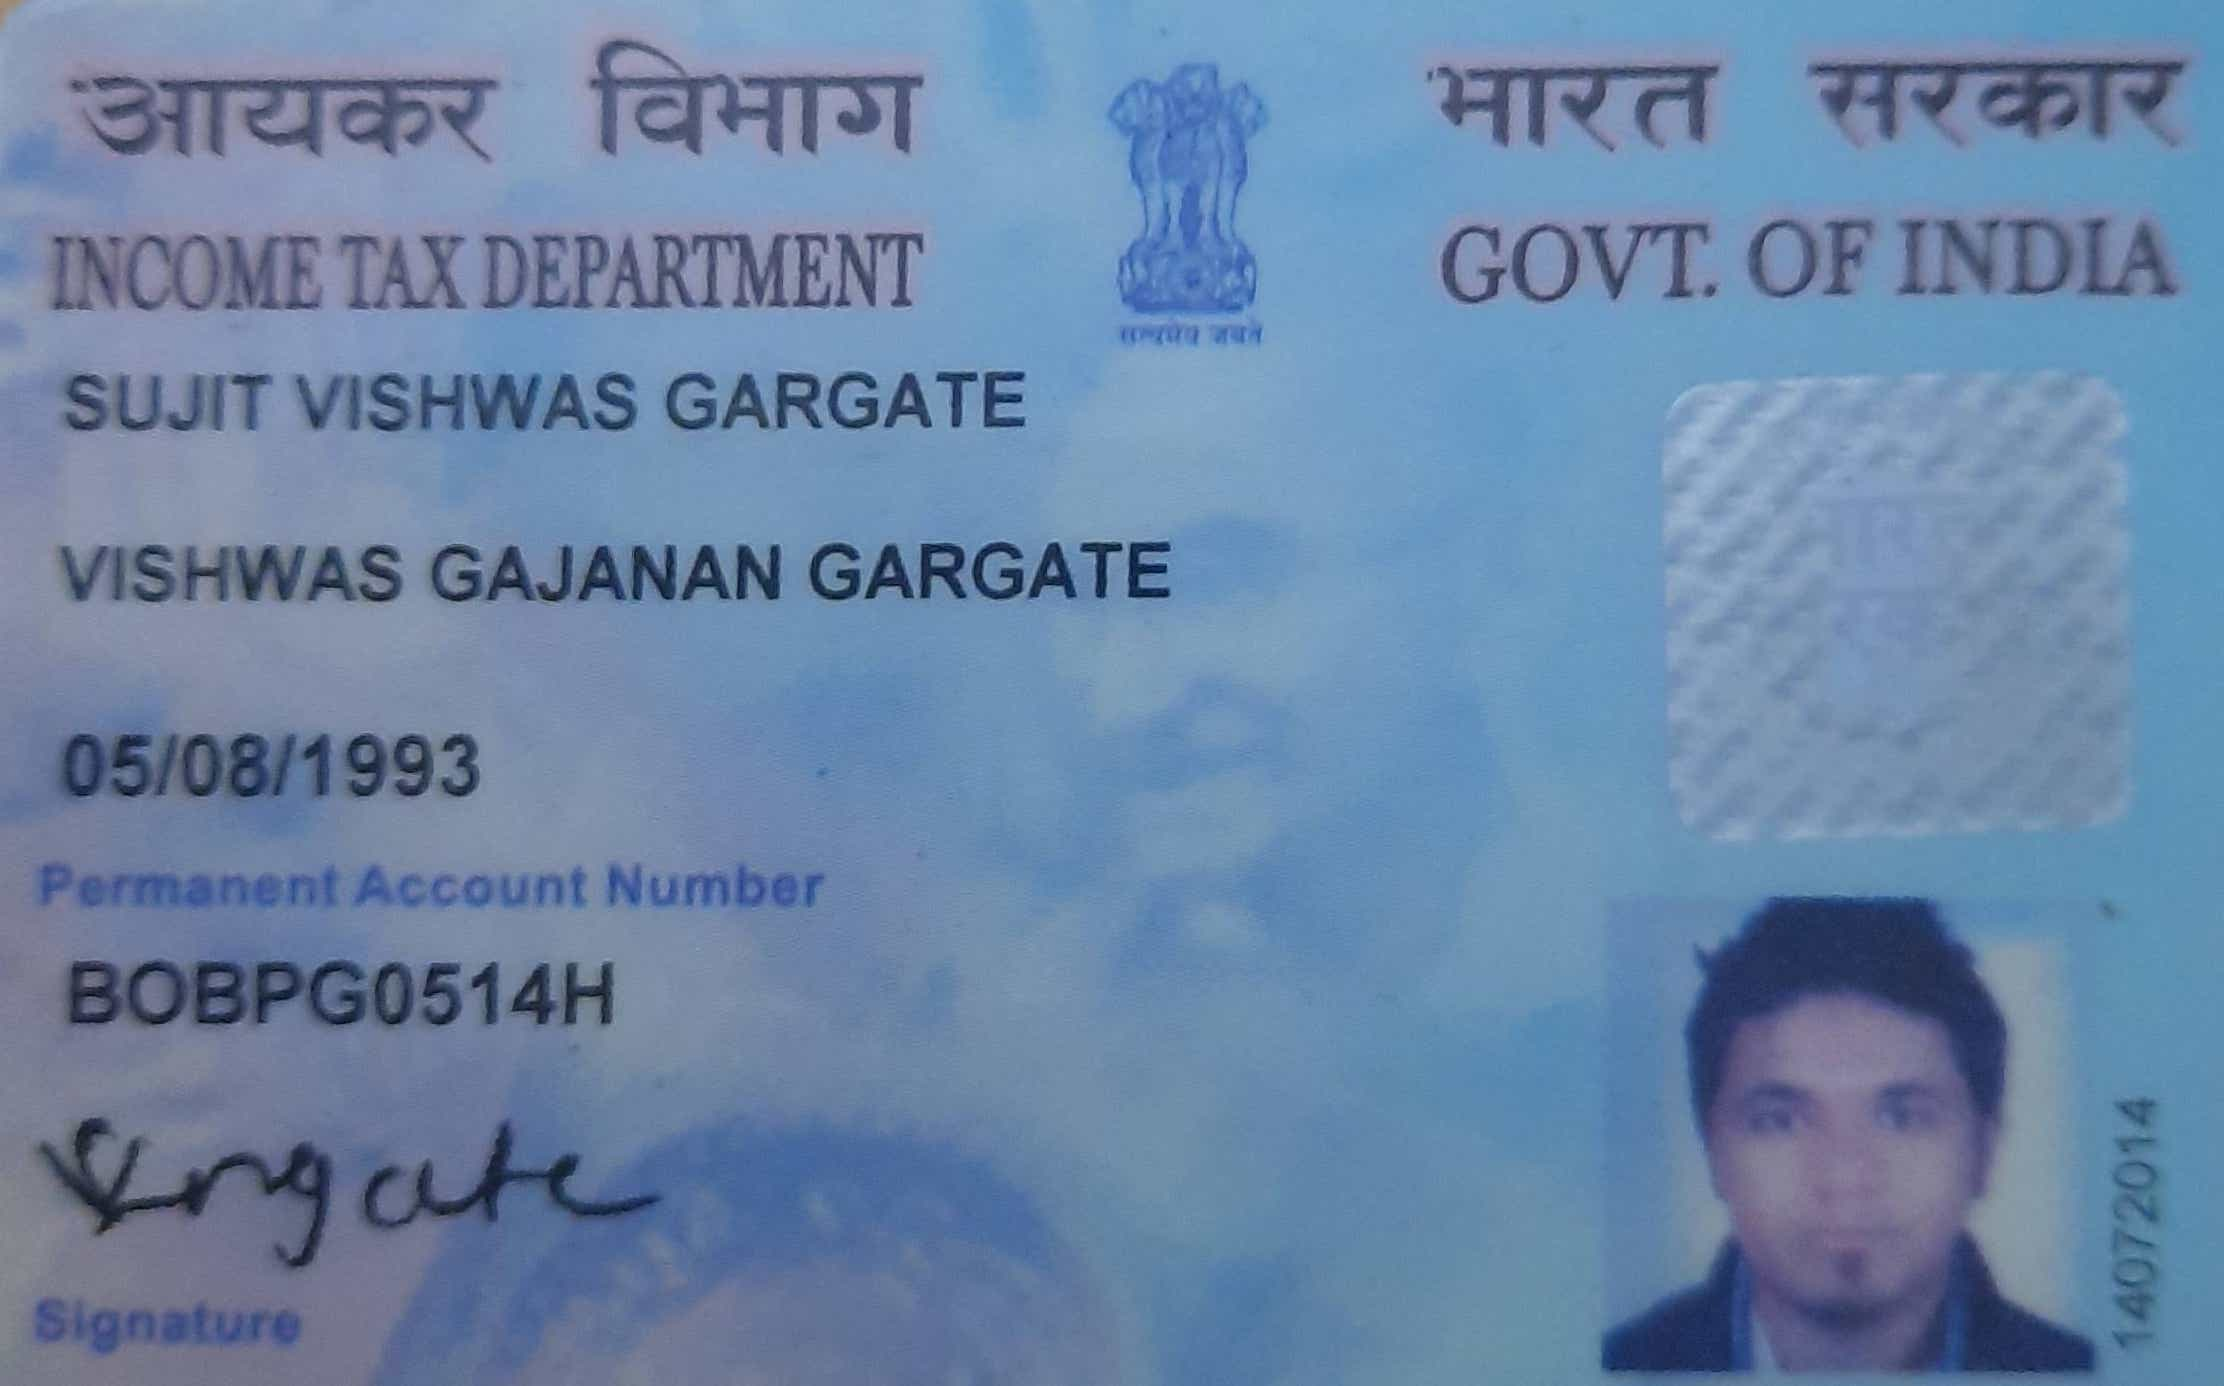 आयकर विभाग
INCOME TAX DEPARTMENT
सत्यमेव जयते
भारत सरकार
GOVT. OF INDIA
SUJIT VISHWAS GARGATE
VISHWAS GAJANAN GARGATE
05/08/1993
Permanent Account Number
BOBPG0514H
Signature
14072014